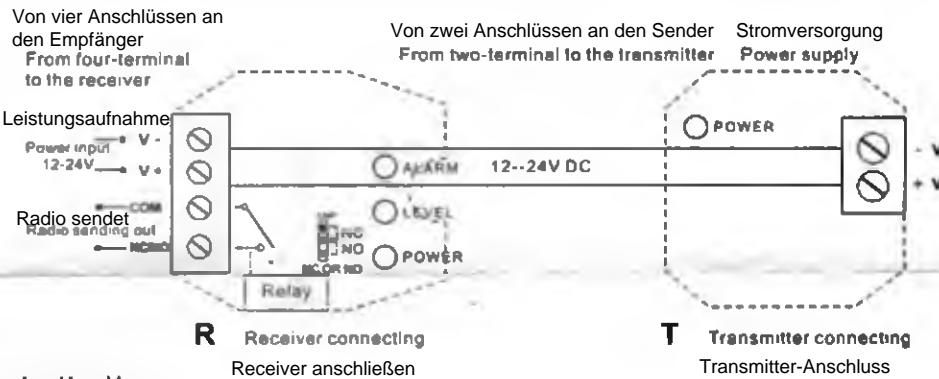 Von vier Anschlüssen an
den Empfänger
From four-terminal
to the receiver
Von zwei Anschlüssen an den Sender
From two-terminal to the transmitter
Stromversorgung
Power supply
Leistungsaufnahme
V -
Power input
12-24V
V +
COM
Radio sendet
Radio sending out
NC/NO
ALARM
LEVEL
POWER
NC
NO
NC OR NO
Relay
12--24V DC
POWER
- V
+ V
R Receiver connecting
Receiver anschließen
T Transmitter connecting
Transmitter-Anschluss